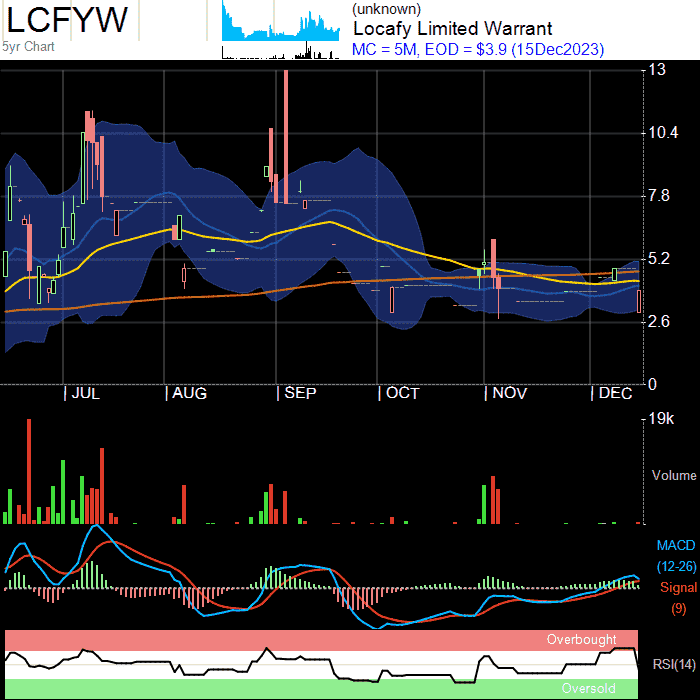 LCFYW
5yr Chart
(unknown)
Locafy Limited Warrant
MC = 5M, EOD = $3.9 (15Dec2023)
13
10.4
7.8
5.2
2.6
0
| JUL | AUG | SEP | OCT | NOV | DEC
19k
Volume
MACD
(12-26)
Signal
(9)
Overbought
RSI(14)
Oversold